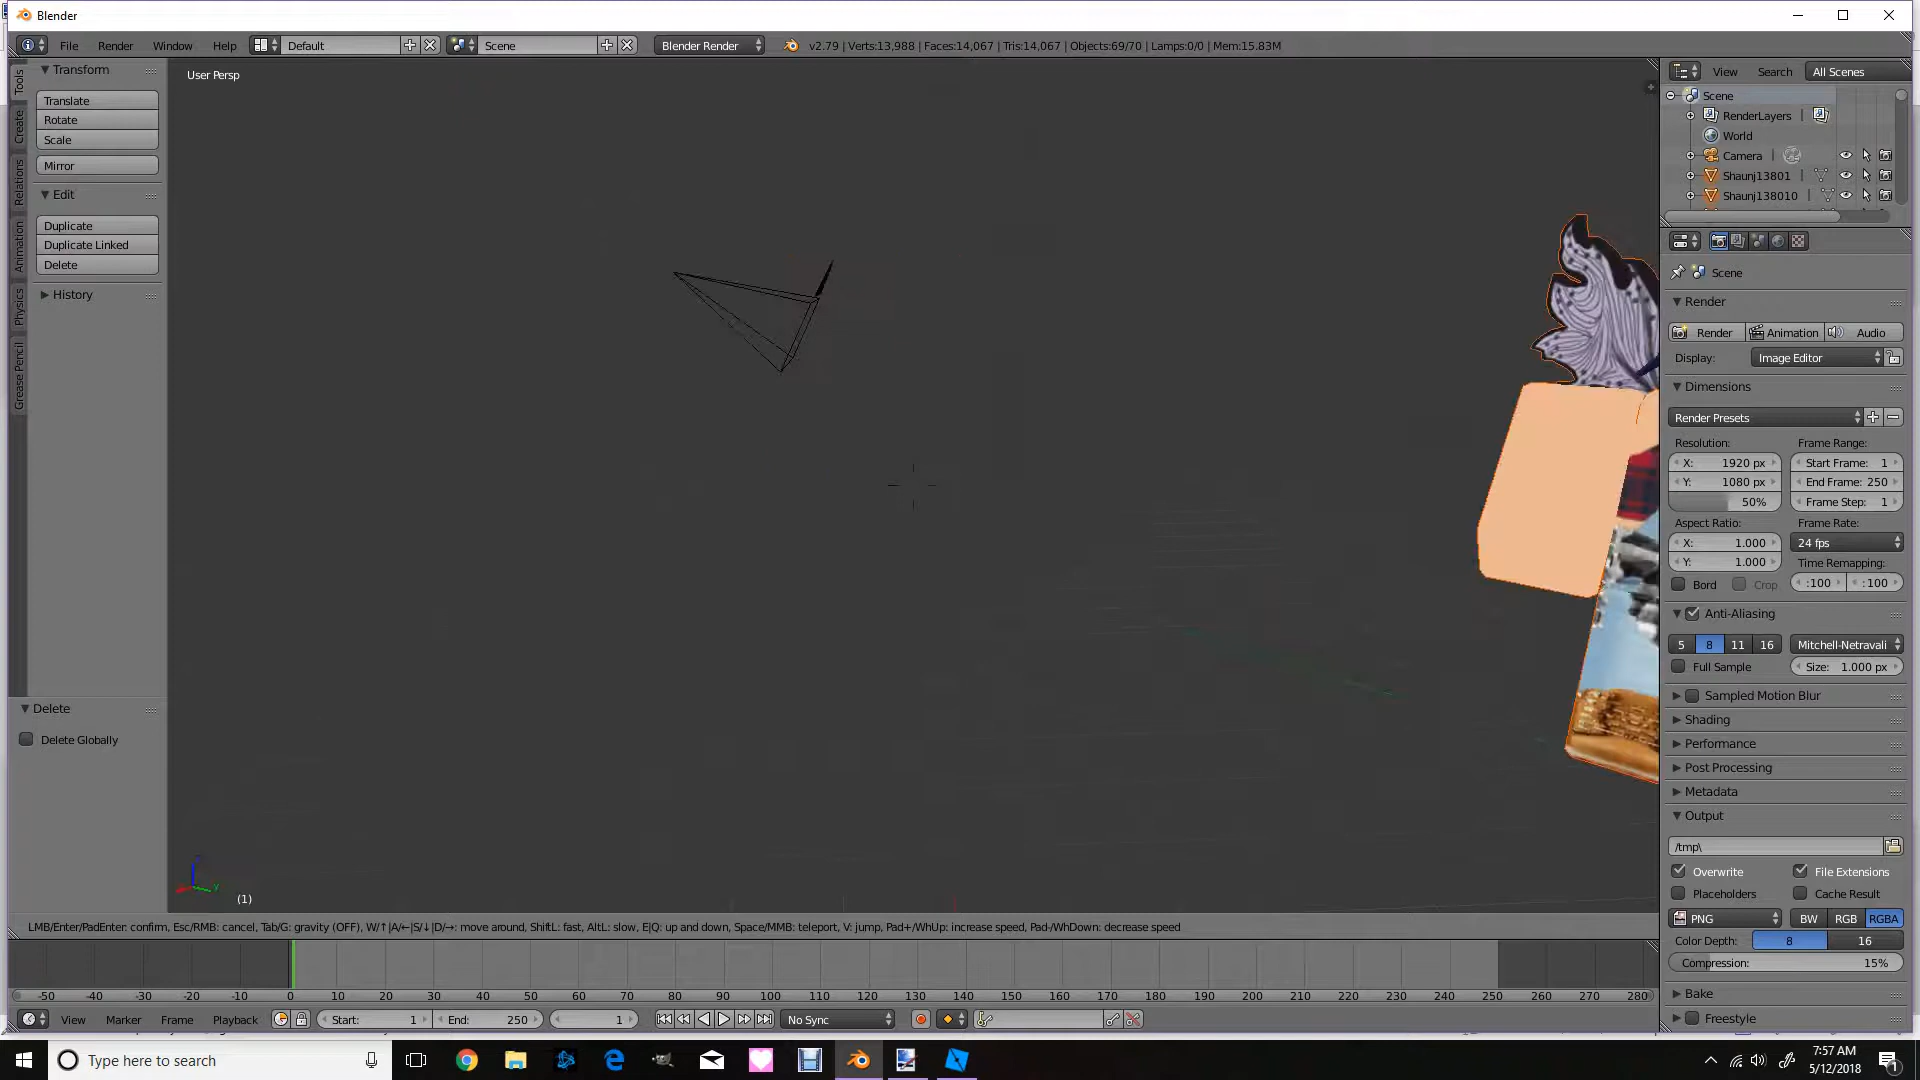 Blender
File Render Window Help Default Scene Blender Render v2.79 | Verts:13,988 | Faces:14,067 | Tris:14,067 | Objects:69/70 | Lamps:0/0 | Mem:15.83M
Tools
Create
Relations
Animation
Physics
Grease Pencil
Transform
Translate
Rotate
Scale
Mirror
Edit
Duplicate
Duplicate Linked
Delete
History
Delete
Delete Globally
User Persp
(1)
LMB/Enter/PadEnter: confirm, Esc/RMB: cancel, Tab/G: gravity (OFF), W/↑|A/←|S/↓|D/→: move around, ShiftL: fast, AltL: slow, E|Q: up and down, Space/MMB: teleport, V: jump, Pad+/WhUp: increase speed, Pad-/WhDown: decrease speed
View Search All Scenes
Scene
RenderLayers |
World
Camera |
Shaunj13801 |
Shaunj138010 |
Scene
Render
Render Animation Audio
Display: Image Editor
Dimensions
Render Presets
Resolution: Frame Range:
X: 1920 px Start Frame: 1
Y: 1080 px End Frame: 250
50% Frame Step: 1
Aspect Ratio: Frame Rate:
X: 1.000 24 fps
Y: 1.000 Time Remapping:
Bord Crop :100 :100
Anti-Aliasing
5 8 11 16 Mitchell-Netravali
Full Sample Size: 1.000 px
Sampled Motion Blur
Shading
Performance
Post Processing
Metadata
Output
/tmp\
Overwrite File Extensions
Placeholders Cache Result
PNG BW RGB RGBA
Color Depth: 8 16
Compression: 15%
Bake
Freestyle
-50 -40 -30 -20 -10 0 10 20 30 40 50 60 70 80 90 100 110 120 130 140 150 160 170 180 190 200 210 220 230 240 250 260 270 280
View Marker Frame Playback Start: 1 End: 250 1 No Sync
Type here to search
7:57 AM
5/12/2018
1